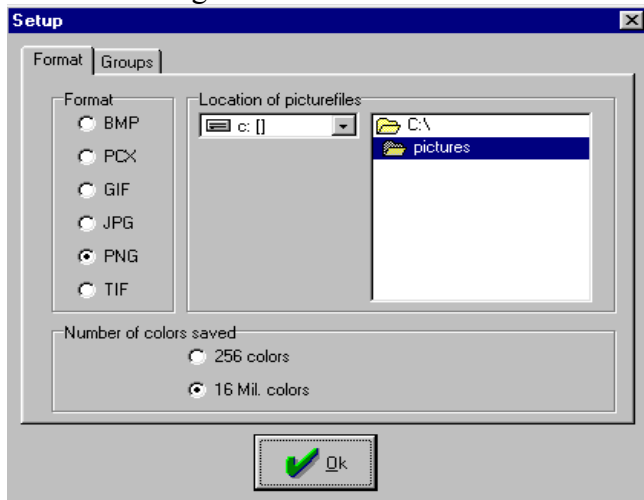 Setup
Format Groups
Format
BMP
PCX
GIF
JPG
PNG
TIF
Location of picturefiles
c: []
C:\
pictures
Number of colors saved
256 colors
16 Mil. colors
Ok